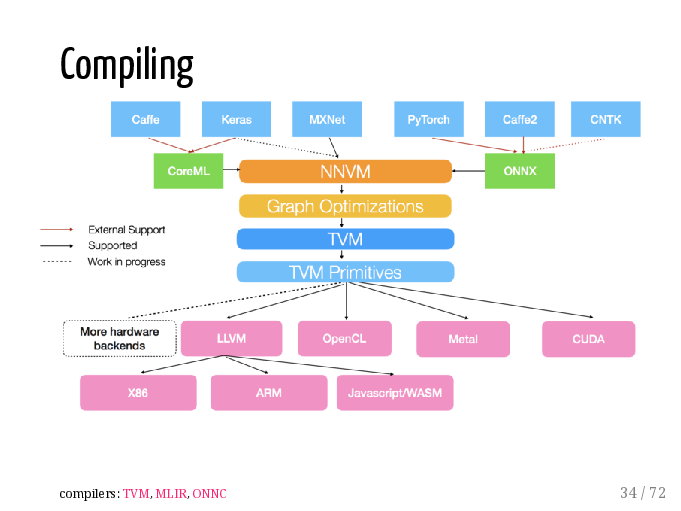 Compiling
Caffe
Keras
MXNet
PyTorch
Caffe2
CNTK
CoreML
NNVM
ONNX
Graph Optimizations
External Support
Supported
Work in progress
TVM
TVM Primitives
More hardware
backends
LLVM
OpenCL
Metal
CUDA
X86
ARM
Javascript/WASM
compilers: TVM, MLIR, ONNC
34 / 72